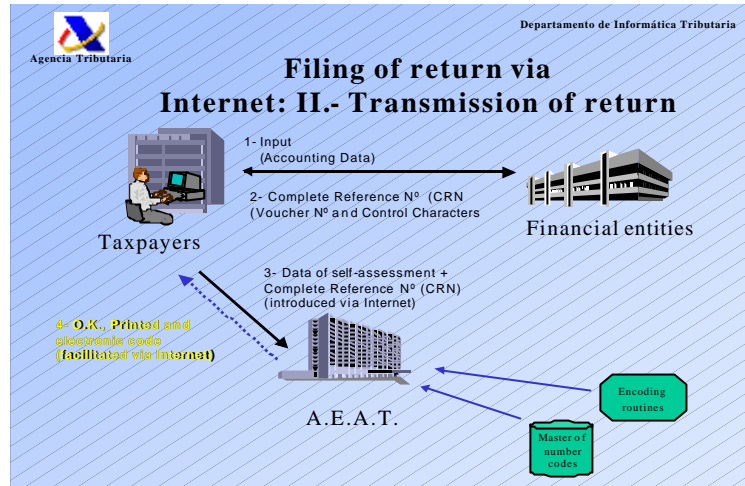 Departamento de Informática Tributaria
Agencia Tributaria
Filing of return via
Internet: II.- Transmission of return
1- Input
(Accounting Data)
2- Complete Reference Nº (CRN
(Voucher Nº and Control Characters
Taxpayers
Financial entities
3- Data of self-assessment +
Complete Reference Nº (CRN)
(introduced via Internet)
4- O.K., Printed and
electronic code
(facilitated via Internet)
A.E.A.T.
Encoding
routines
Master of
number
codes